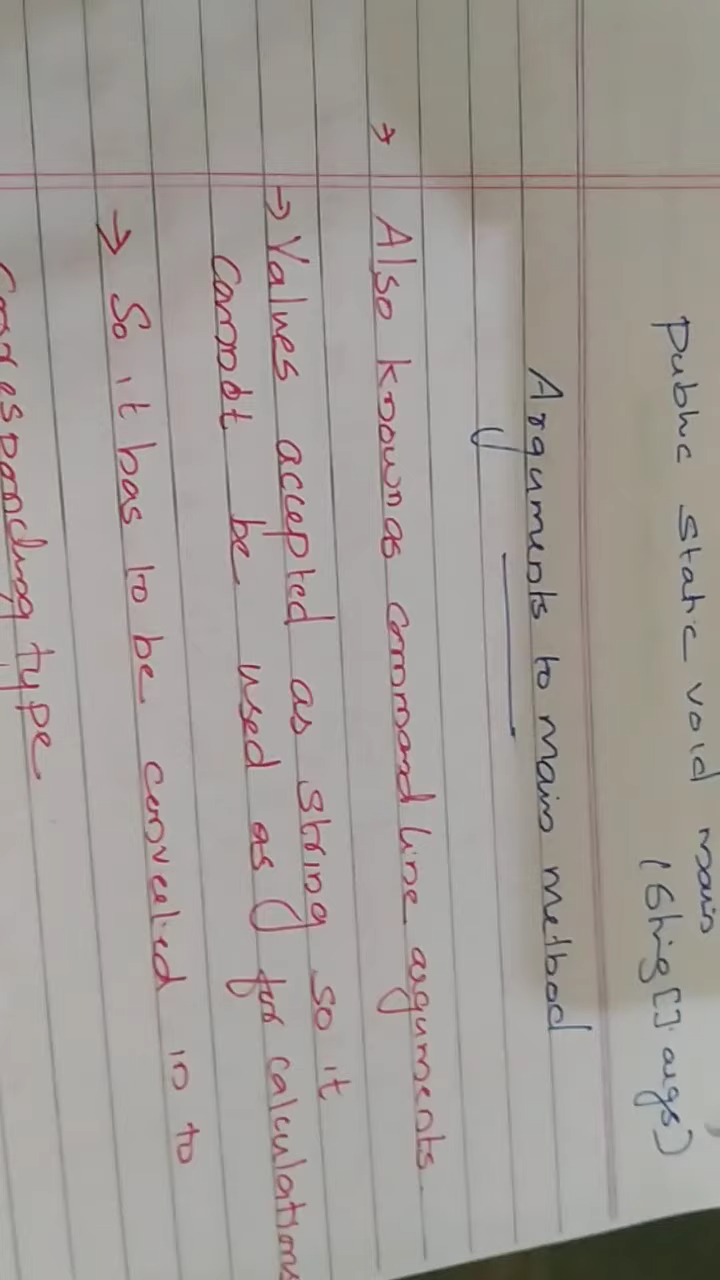 public static void main
(String[] args)
Arguments to main method
→ Also known as command line arguments.
→ Values accepted as string so it
cannot be used as for calculations
→ So it has to be converted in to
corresponding type